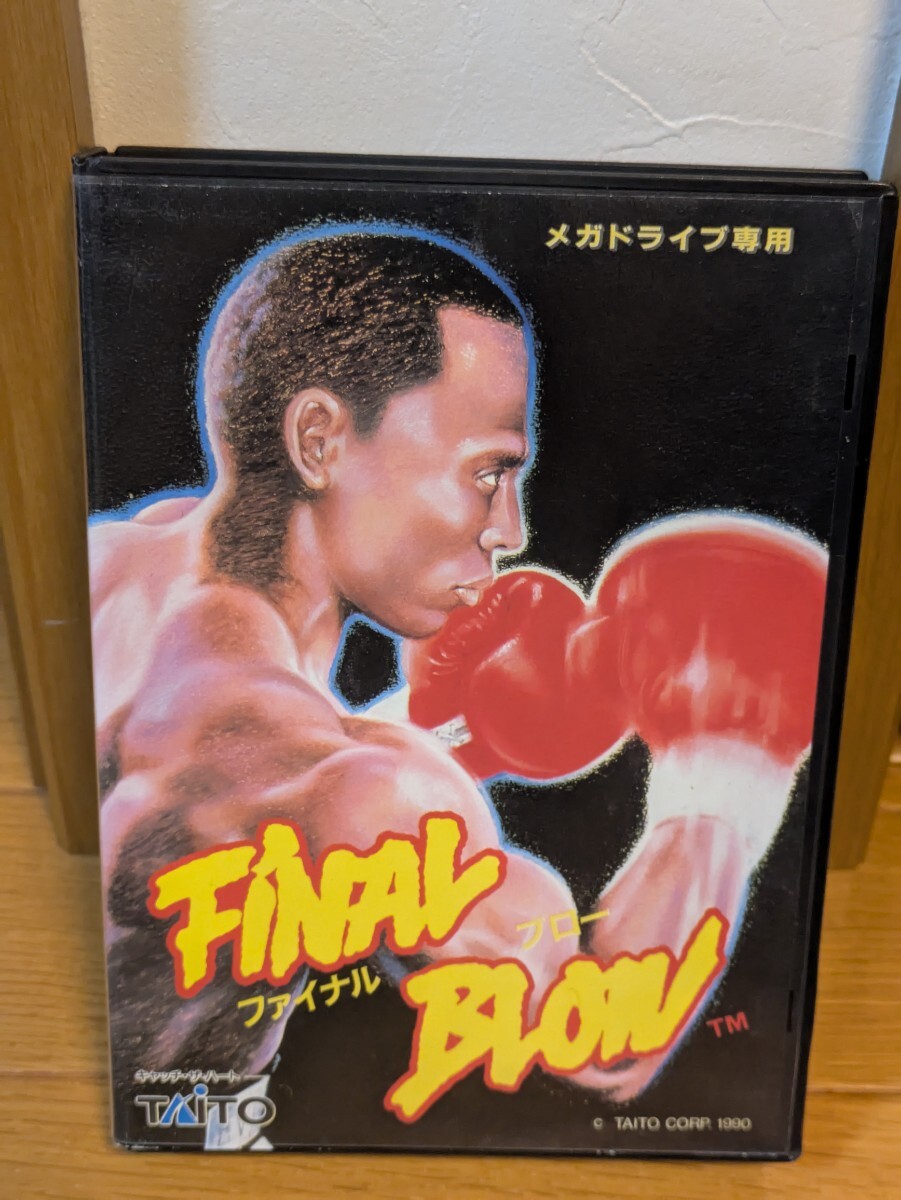 メガドライブ専用
FINAL
ファイナル
ブロー
BLOW
TM
キャッチ・ザ・ハート
TAITO
© TAITO CORP. 1990